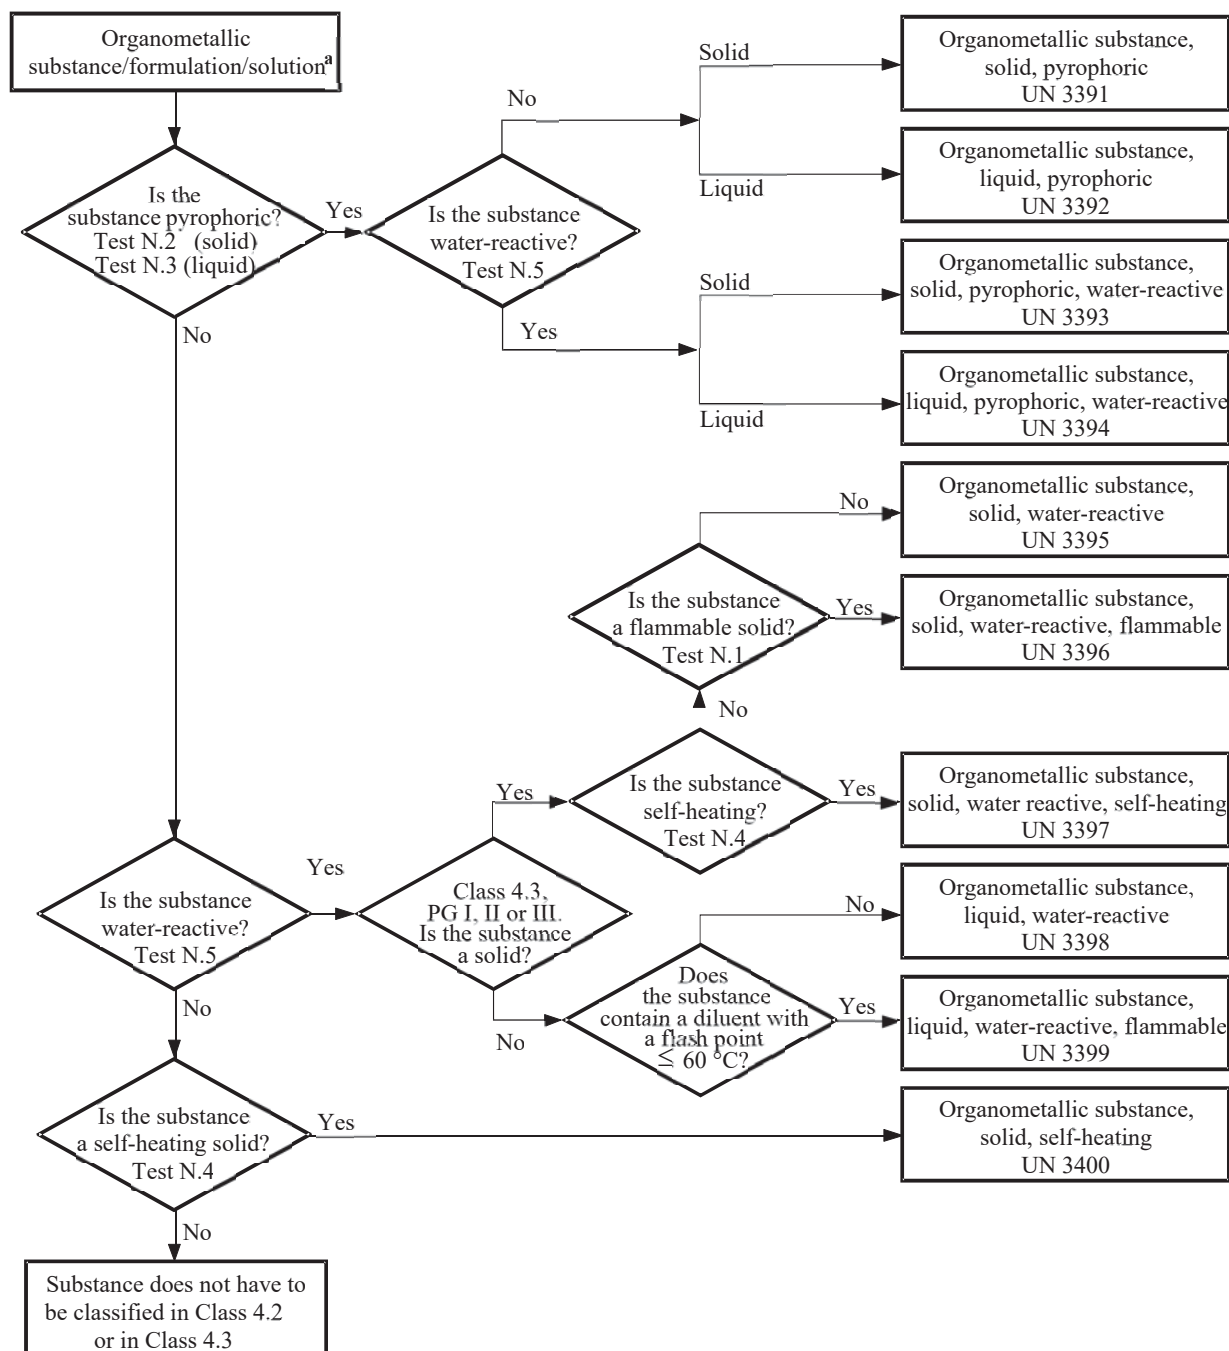 Organometallic
substance/formulation/solutionᵃ
Is the
substance pyrophoric?
Test N.2 (solid)
Test N.3 (liquid)
Yes
No
Is the substance
water-reactive?
Test N.5
No
Yes
Solid
Liquid
Solid
Liquid
Organometallic substance,
solid, pyrophoric
UN 3391
Organometallic substance,
liquid, pyrophoric
UN 3392
Organometallic substance,
solid, pyrophoric, water-reactive
UN 3393
Organometallic substance,
liquid, pyrophoric, water-reactive
UN 3394
No
Organometallic substance,
solid, water-reactive
UN 3395
Is the substance
a flammable solid?
Test N.1
Yes
Organometallic substance,
solid, water-reactive, flammable
UN 3396
No
Is the substance
self-heating?
Test N.4
Yes
Organometallic substance,
solid, water reactive, self-heating
UN 3397
Yes
Is the substance
water-reactive?
Test N.5
Yes
Class 4.3,
PG I, II or III.
Is the substance
a solid?
No
Organometallic substance,
liquid, water-reactive
UN 3398
No
Does
the substance
contain a diluent with
a flash point
≤ 60 °C?
Yes
Organometallic substance,
liquid, water-reactive, flammable
UN 3399
No
Is the substance
a self-heating solid?
Test N.4
Yes
Organometallic substance,
solid, self-heating
UN 3400
No
Substance does not have to
be classified in Class 4.2
or in Class 4.3